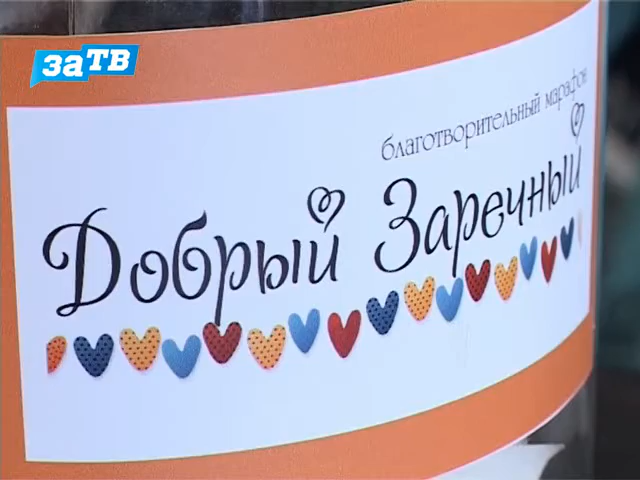 заТВ
благотворительный марафон
Добрый Заречный